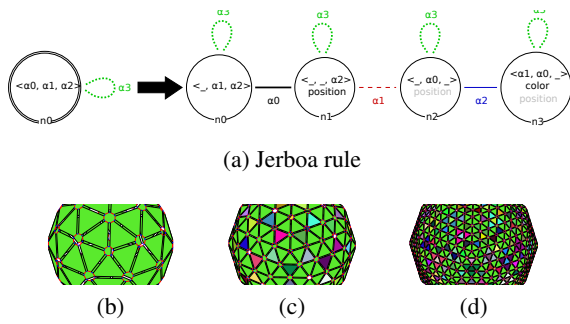 α3 α3 α3 α3
<α0, α1, α2> α3 <_, α1, α2> <_, _, α2> <_, α0, _> <α1, α0, _>
position position color
position
α0 α1 α2
n0 n0 n1 n2 n3
(a) Jerboa rule
(b) (c) (d)